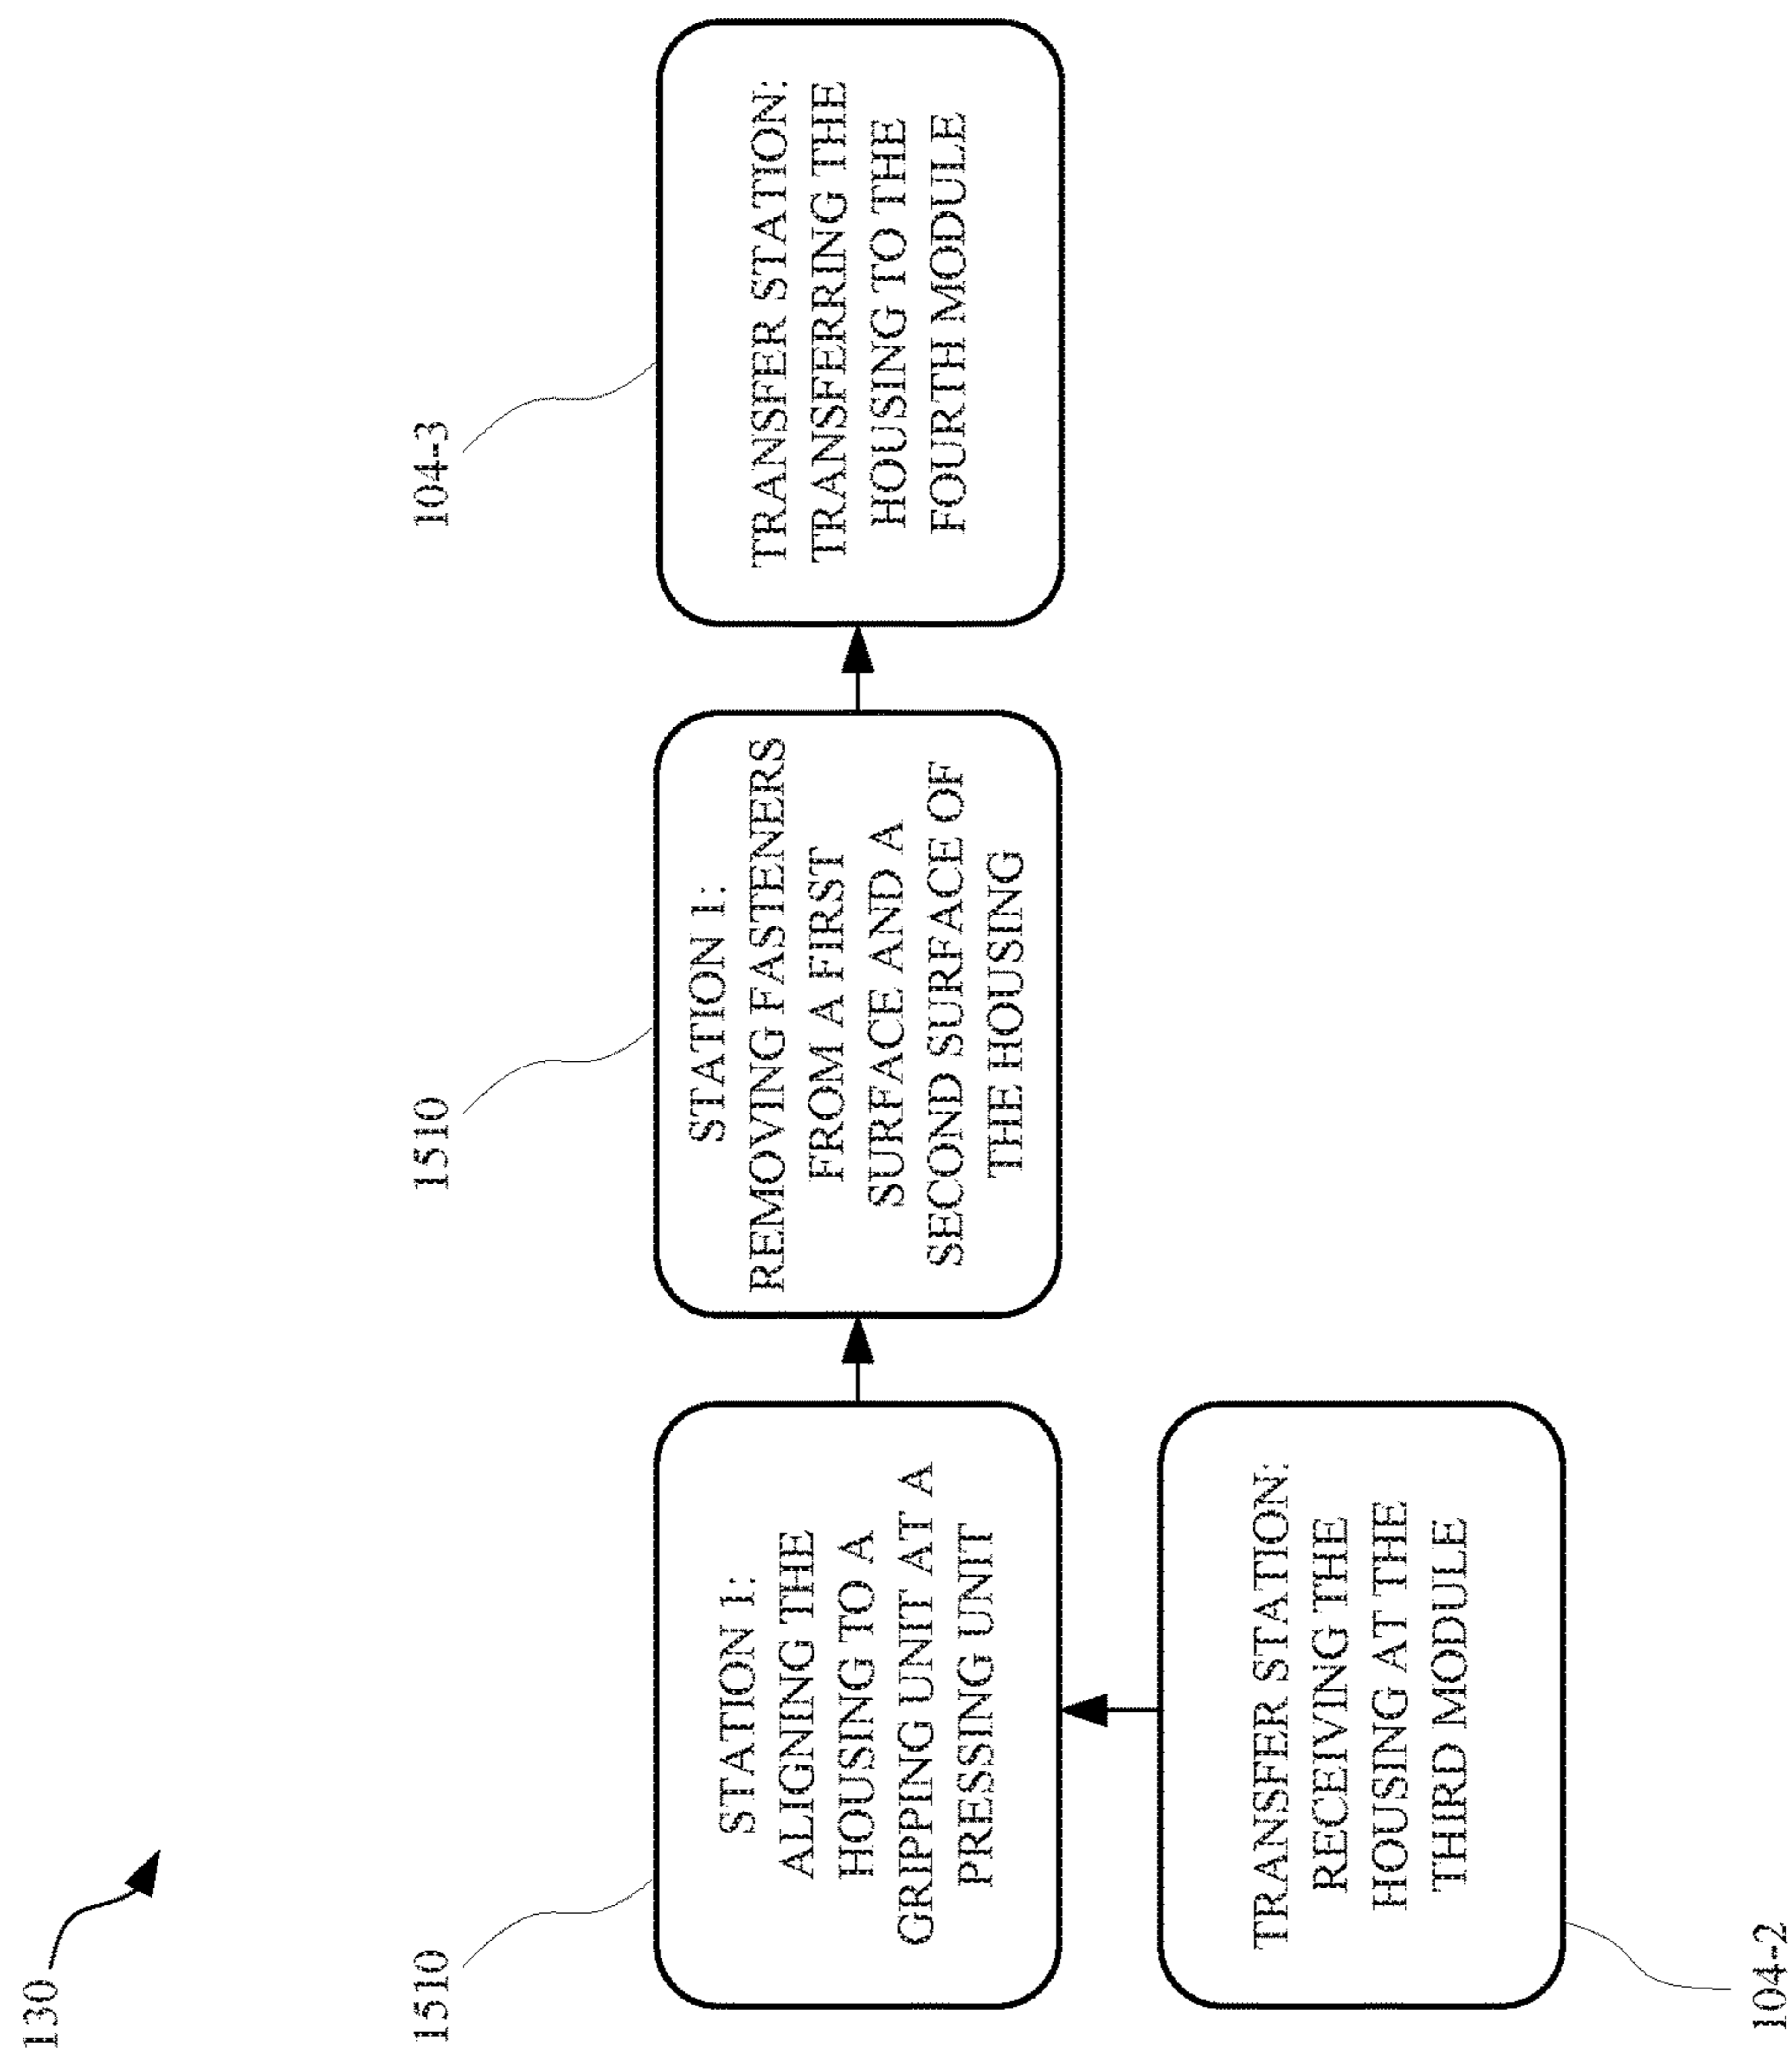 130
1510
STATION 1:
ALIGNING THE
HOUSING TO A
GRIPPING UNIT AT A
PRESSING UNIT
1510
STATION 1:
REMOVING FASTENERS
FROM A FIRST
SURFACE AND A
SECOND SURFACE OF
THE HOUSING
104-3
TRANSFER STATION:
TRANSFERRING THE
HOUSING TO THE
FOURTH MODULE
TRANSFER STATION:
RECEIVING THE
HOUSING AT THE
THIRD MODULE
104-2